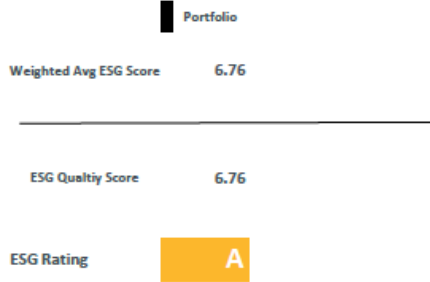 Portfolio
Weighted Avg ESG Score 6.76
ESG Qualtiy Score 6.76
ESG Rating A